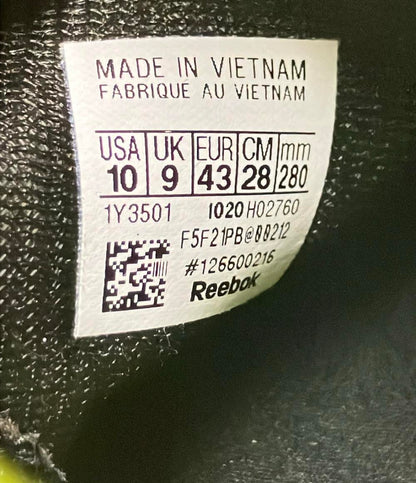 MADE IN VIETNAM
FABRIQUÉ AU VIETNAM
USA UK EUR CM mm
10 9 43 28 280
1Y3501 1020 H02760
F5F21PB@00212
#126600216
Reebok